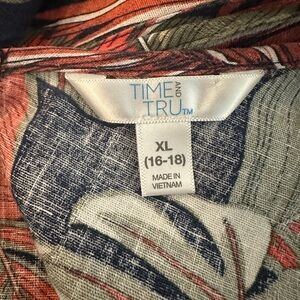 TIME AND
TRU™
XL
(16-18)
MADE IN
VIETNAM